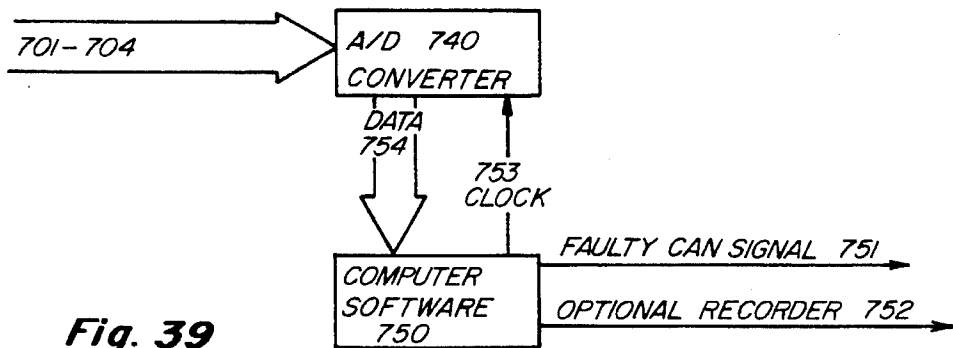 701-704
A/D 740
CONVERTER
DATA
754
753
CLOCK
FAULTY CAN SIGNAL 751
COMPUTER
SOFTWARE
750
OPTIONAL RECORDER 752
Fig. 39